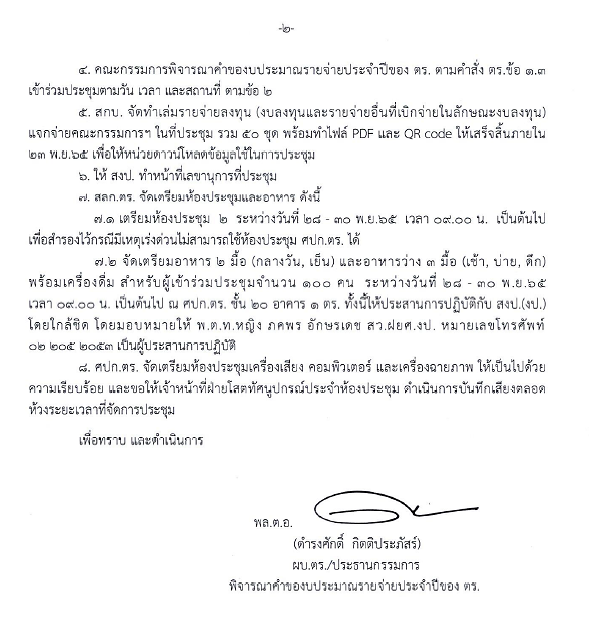 -๒-
๔. คณะกรรมการพิจารณาคำของบประมาณรายจ่ายประจำปีของ ตร. ตามคำสั่ง ตร.ข้อ ๑.๓
เข้าร่วมประชุมตามวัน เวลา และสถานที่ ตามข้อ ๒
๕. สกบ. จัดทำเล่มรายจ่ายลงทุน (งบลงทุนและรายจ่ายอื่นที่เบิกจ่ายในลักษณะงบลงทุน)
แจกจ่ายคณะกรรมการฯ ในที่ประชุม รวม ๕๐ ชุด พร้อมทำไฟล์ PDF และ QR code ให้เสร็จสิ้นภายใน
๒๓ พ.ย.๖๕ เพื่อให้หน่วยดาวน์โหลดข้อมูลใช้ในการประชุม
๖. ให้ สงป. ทำหน้าที่เลขานุการที่ประชุม
๗. สลก.ตร. จัดเตรียมห้องประชุมและอาหาร ดังนี้
๗.๑ เตรียมห้องประชุม ๒ ระหว่างวันที่ ๒๘ - ๓๐ พ.ย.๖๕ เวลา ๐๙.๐๐ น. เป็นต้นไป
เพื่อสำรองไว้กรณีมีเหตุเร่งด่วนไม่สามารถใช้ห้องประชุม ศปก.ตร. ได้
๗.๒ จัดเตรียมอาหาร ๒ มื้อ (กลางวัน, เย็น) และอาหารว่าง ๓ มื้อ (เช้า, บ่าย, ดึก)
พร้อมเครื่องดื่ม สำหรับผู้เข้าร่วมประชุมจำนวน ๑๐๐ คน ระหว่างวันที่ ๒๘ - ๓๐ พ.ย.๖๕
เวลา ๐๙.๐๐ น. เป็นต้นไป ณ ศปก.ตร. ชั้น ๒๐ อาคาร ๑ ตร. ทั้งนี้ให้ประสานการปฏิบัติกับ สงป.(งป.)
โดยใกล้ชิด โดยมอบหมายให้ พ.ต.ท.หญิง ภคพร อักษรเดช สว.ฝยศ.งป. หมายเลขโทรศัพท์
๐๒ ๒๐๕ ๒๐๕๓ เป็นผู้ประสานการปฏิบัติ
๘. ศปก.ตร. จัดเตรียมห้องประชุมเครื่องเสียง คอมพิวเตอร์ และเครื่องฉายภาพ ให้เป็นไปด้วย
ความเรียบร้อย และขอให้เจ้าหน้าที่ฝ่ายโสตทัศนูปกรณ์ประจำห้องประชุม ดำเนินการบันทึกเสียงตลอด
ห้วงระยะเวลาที่จัดการประชุม
เพื่อทราบ และดำเนินการ
พล.ต.อ.
(ดำรงศักดิ์ กิตติประภัสร์)
ผบ.ตร./ประธานกรรมการ
พิจารณาคำของบประมาณรายจ่ายประจำปีของ ตร.